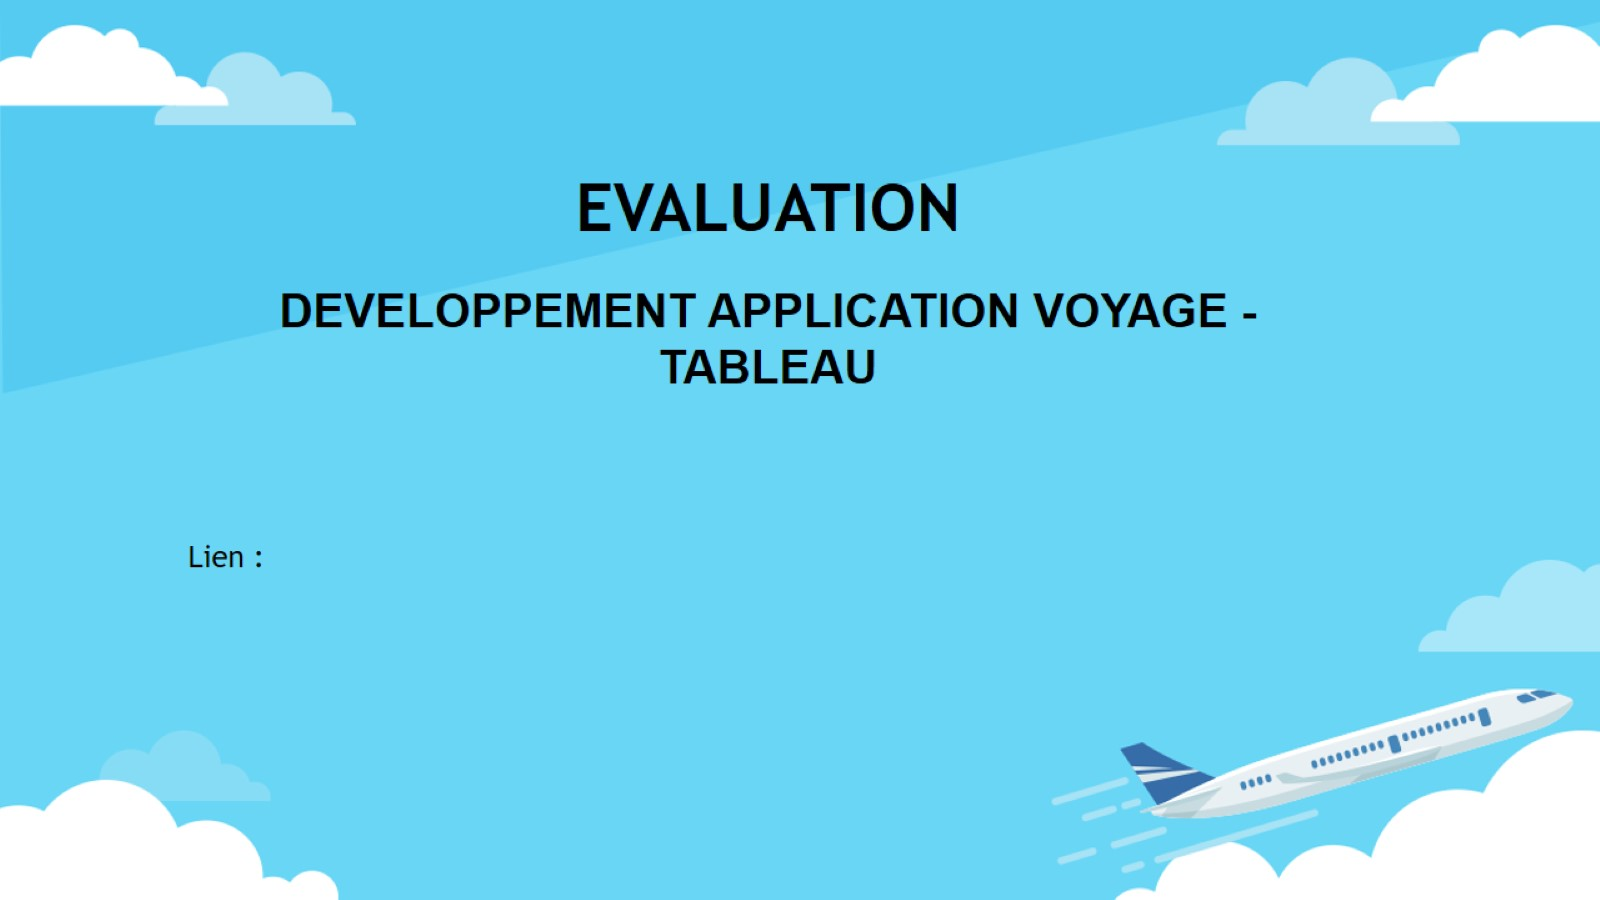 EVALUATION
DEVELOPPEMENT APPLICATION VOYAGE -
TABLEAU
Lien :